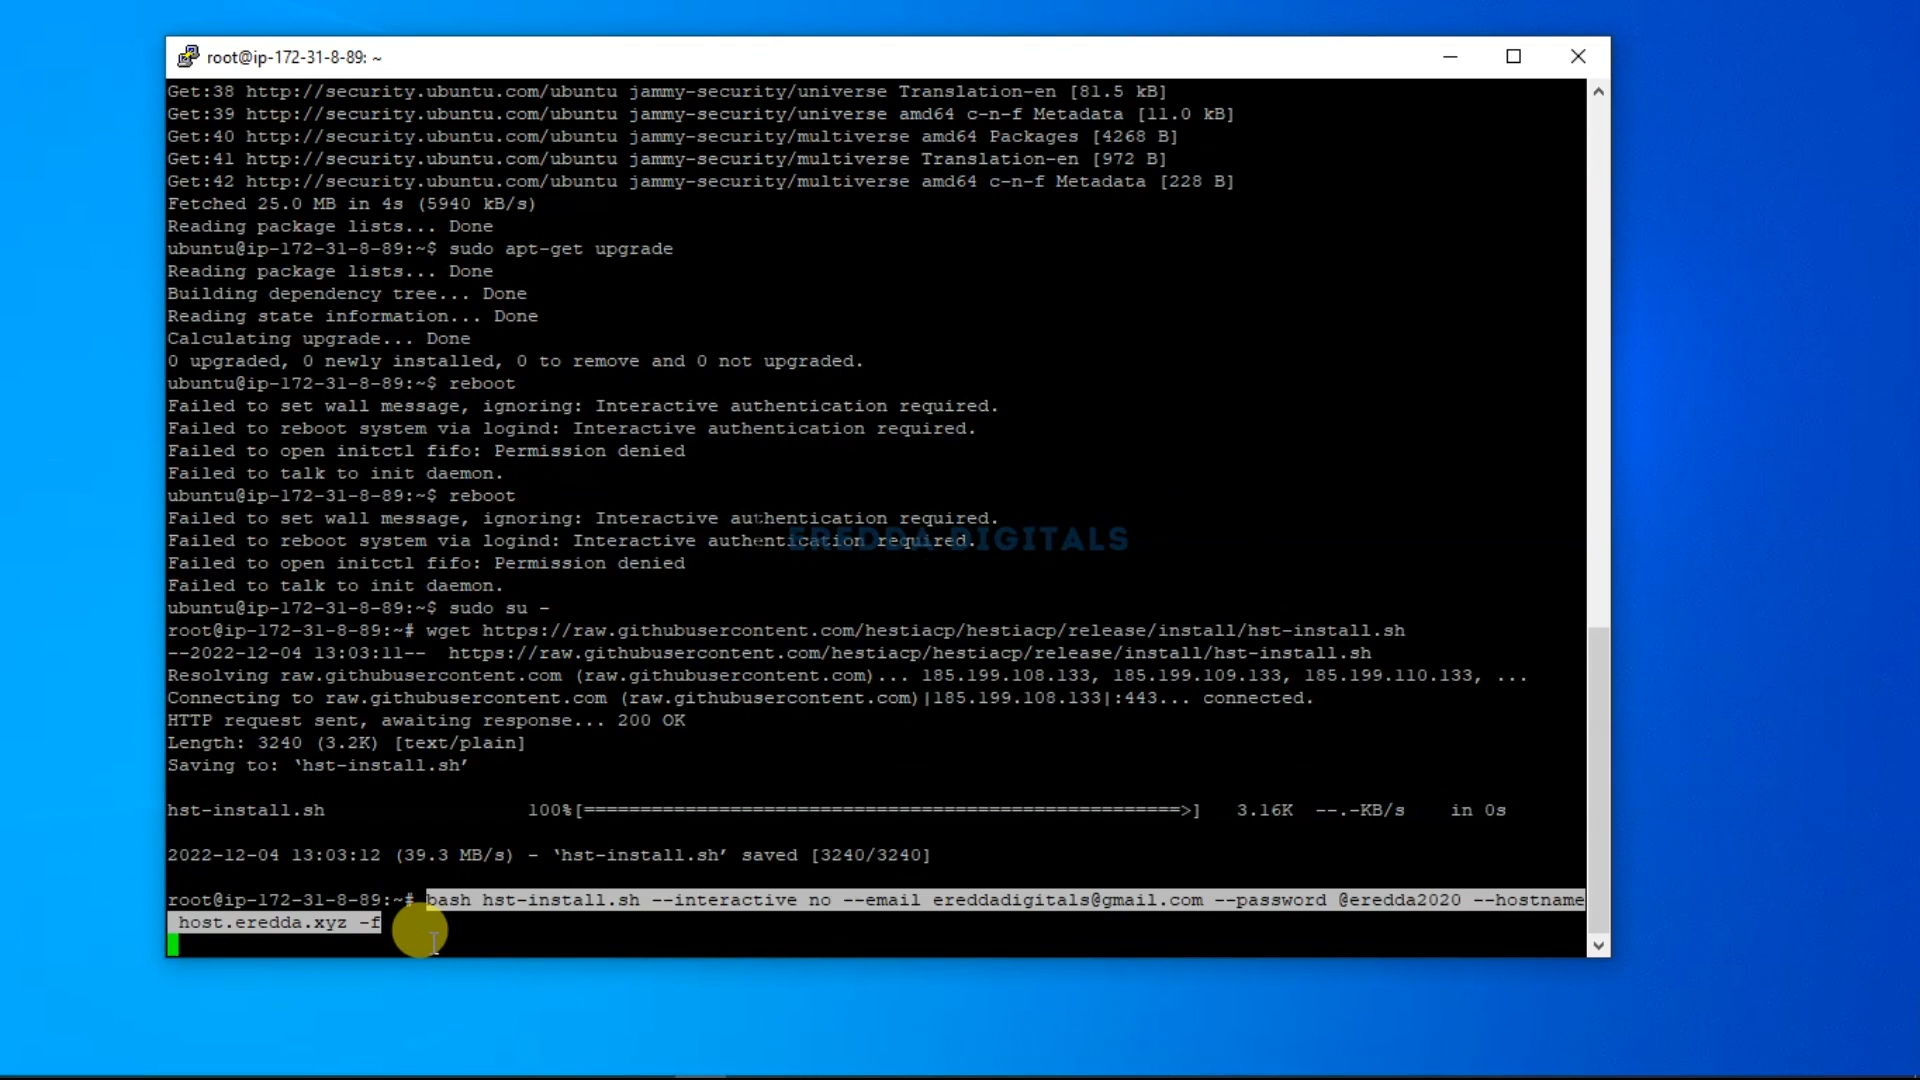 root@ip-172-31-8-89: ~
Get:38 http://security.ubuntu.com/ubuntu jammy-security/universe Translation-en [81.5 kB]
Get:39 http://security.ubuntu.com/ubuntu jammy-security/universe amd64 c-n-f Metadata [11.0 kB]
Get:40 http://security.ubuntu.com/ubuntu jammy-security/multiverse amd64 Packages [4268 B]
Get:41 http://security.ubuntu.com/ubuntu jammy-security/multiverse Translation-en [972 B]
Get:42 http://security.ubuntu.com/ubuntu jammy-security/multiverse amd64 c-n-f Metadata [228 B]
Fetched 25.0 MB in 4s (5940 kB/s)
Reading package lists... Done
ubuntu@ip-172-31-8-89:~$ sudo apt-get upgrade
Reading package lists... Done
Building dependency tree... Done
Reading state information... Done
Calculating upgrade... Done
0 upgraded, 0 newly installed, 0 to remove and 0 not upgraded.
ubuntu@ip-172-31-8-89:~$ reboot
Failed to set wall message, ignoring: Interactive authentication required.
Failed to reboot system via logind: Interactive authentication required.
Failed to open initctl fifo: Permission denied
Failed to talk to init daemon.
ubuntu@ip-172-31-8-89:~$ reboot
Failed to set wall message, ignoring: Interactive authentication required.
Failed to reboot system via logind: Interactive authentication required.
EREDDA DIGITALS
Failed to open initctl fifo: Permission denied
Failed to talk to init daemon.
ubuntu@ip-172-31-8-89:~$ sudo su -
root@ip-172-31-8-89:~# wget https://raw.githubusercontent.com/hestiacp/hestiacp/release/install/hst-install.sh
--2022-12-04 13:03:11--  https://raw.githubusercontent.com/hestiacp/hestiacp/release/install/hst-install.sh
Resolving raw.githubusercontent.com (raw.githubusercontent.com)... 185.199.108.133, 185.199.109.133, 185.199.110.133, ...
Connecting to raw.githubusercontent.com (raw.githubusercontent.com)|185.199.108.133|:443... connected.
HTTP request sent, awaiting response... 200 OK
Length: 3240 (3.2K) [text/plain]
Saving to: ‘hst-install.sh’
hst-install.sh 100%[=====================================================>] 3.16K --.-KB/s in 0s
2022-12-04 13:03:12 (39.3 MB/s) - ‘hst-install.sh’ saved [3240/3240]
root@ip-172-31-8-89:~# bash hst-install.sh --interactive no --email ereddadigitals@gmail.com --password @eredda2020 --hostname
host.eredda.xyz -f